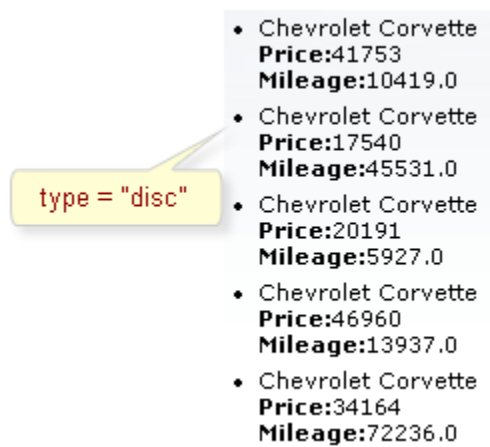 Chevrolet Corvette
Price:41753
Mileage:10419.0
Chevrolet Corvette
Price:17540
Mileage:45531.0
type = "disc"
Chevrolet Corvette
Price:20191
Mileage:5927.0
Chevrolet Corvette
Price:46960
Mileage:13937.0
Chevrolet Corvette
Price:34164
Mileage:72236.0